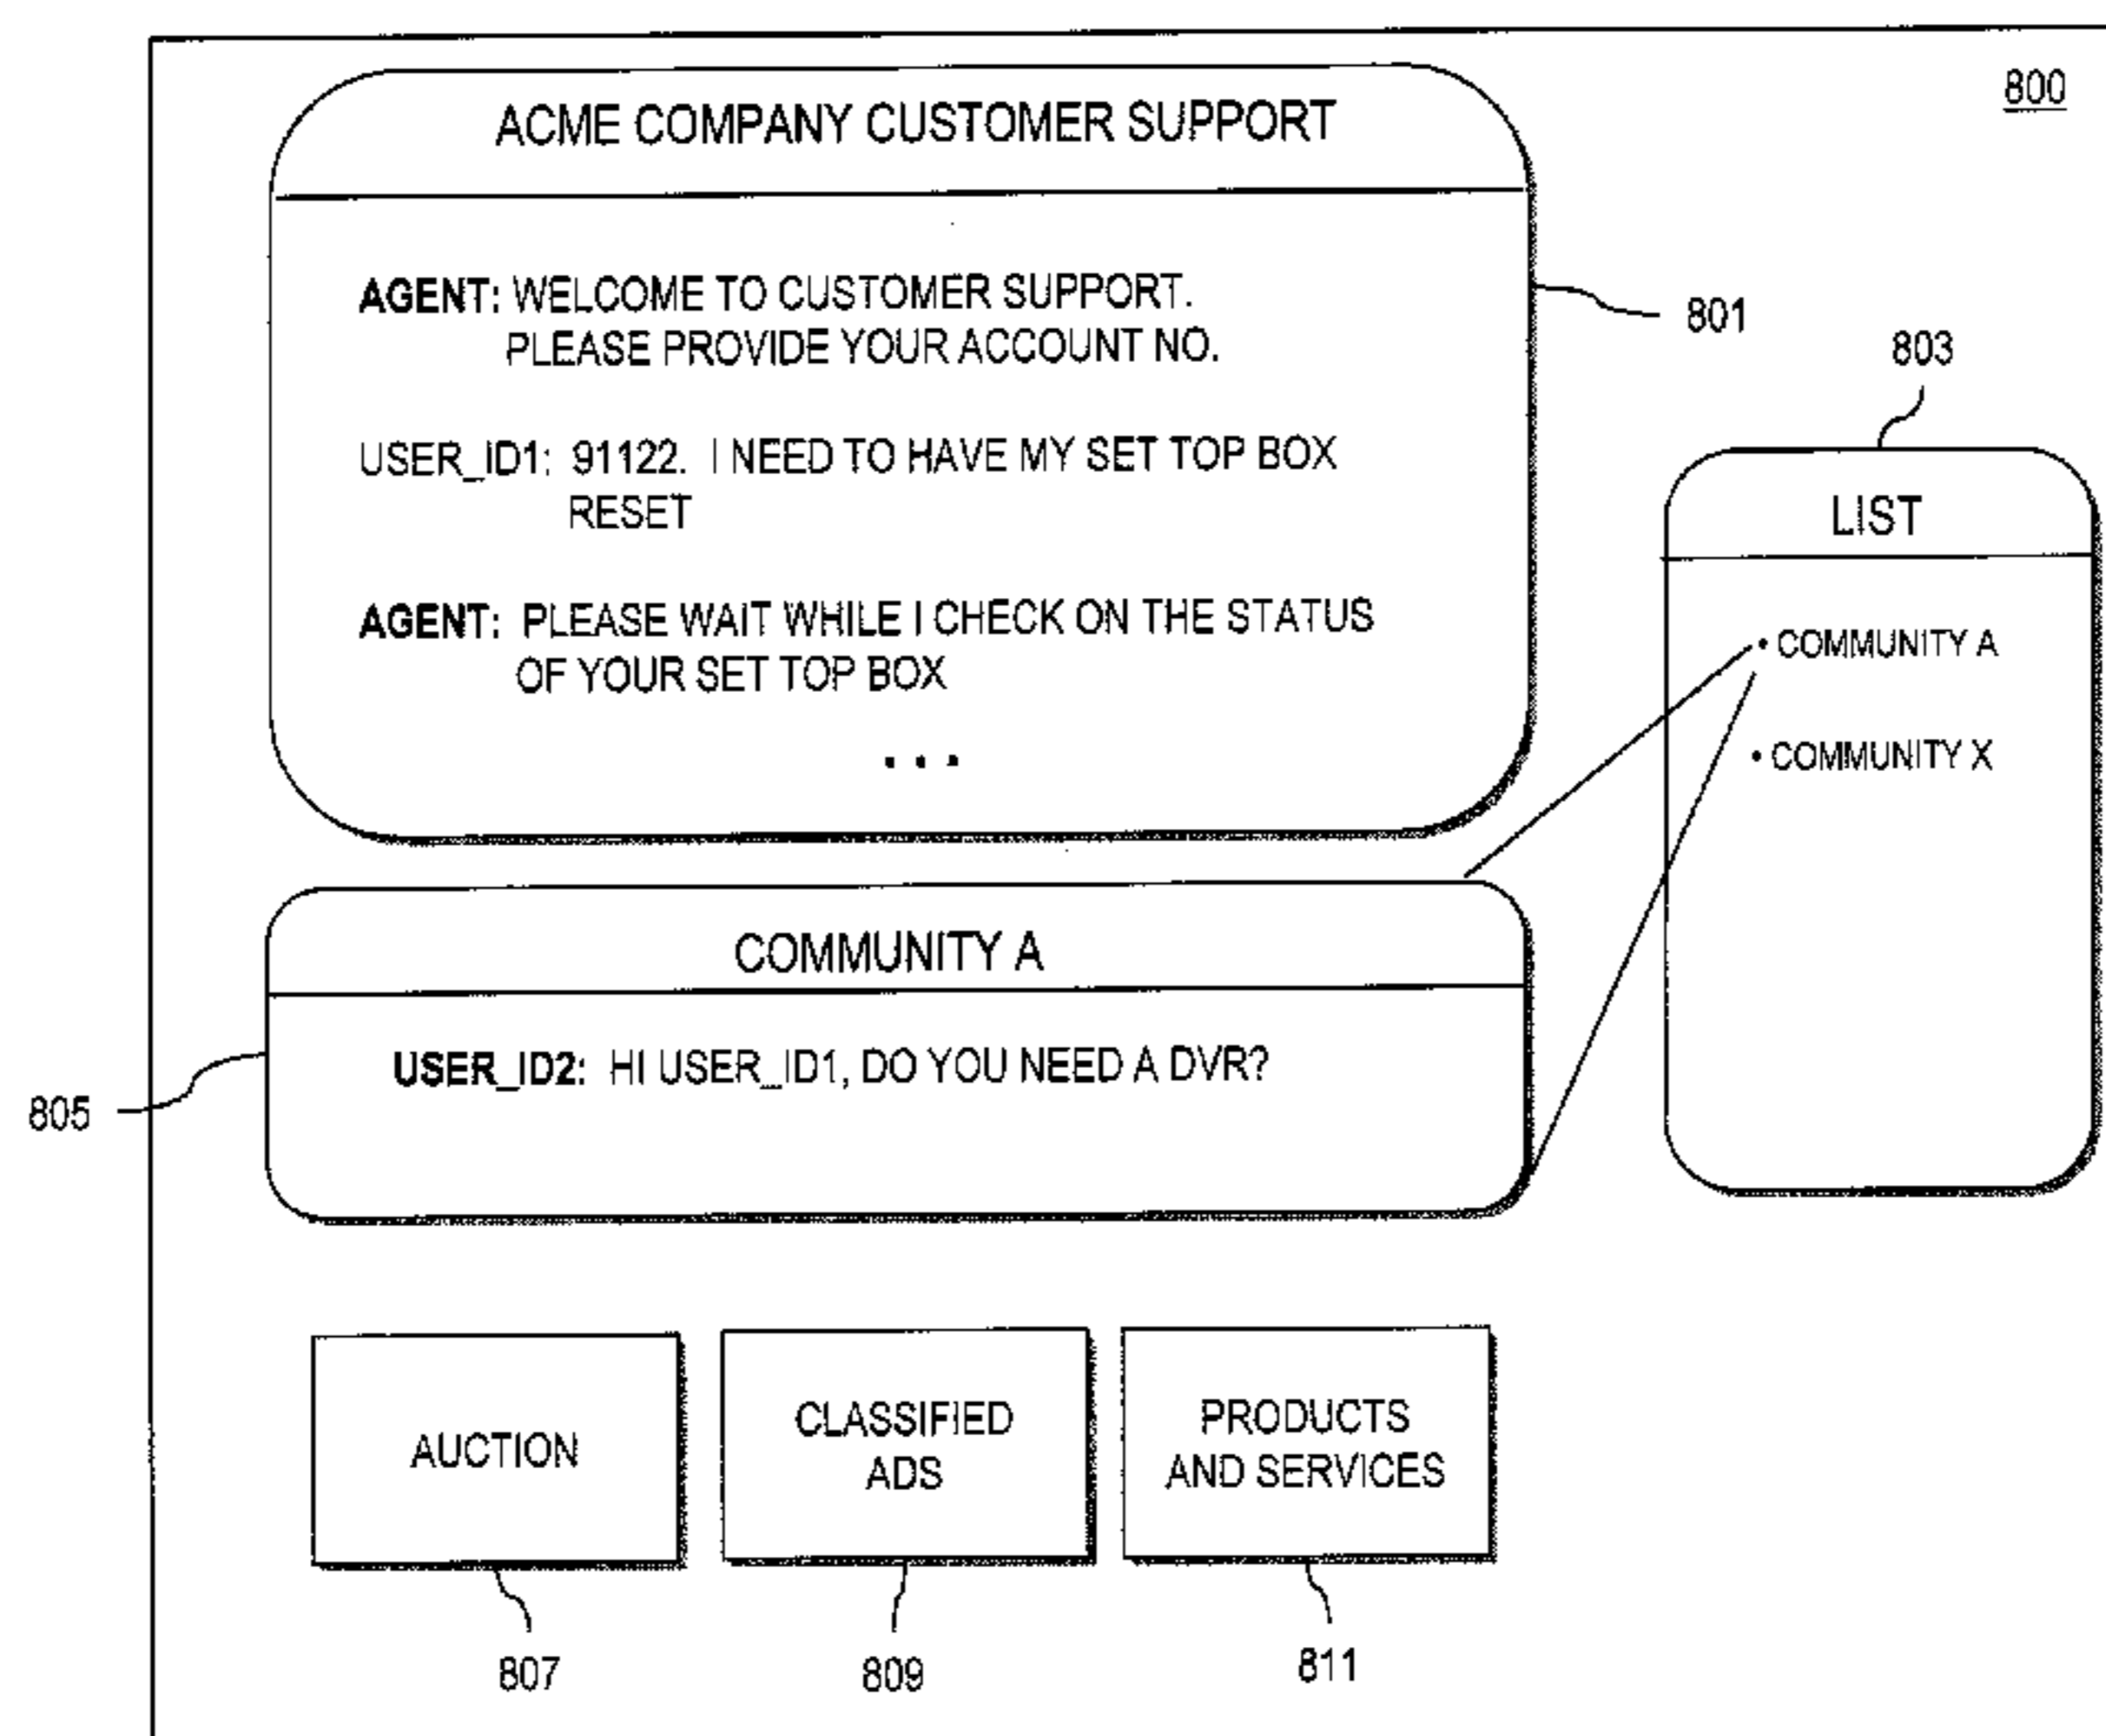 800
ACME COMPANY CUSTOMER SUPPORT
AGENT: WELCOME TO CUSTOMER SUPPORT.
PLEASE PROVIDE YOUR ACCOUNT NO.
801
USER_ID1: 91122. I NEED TO HAVE MY SET TOP BOX
RESET
AGENT: PLEASE WAIT WHILE I CHECK ON THE STATUS
OF YOUR SET TOP BOX
...
803
LIST
• COMMUNITY A
• COMMUNITY X
COMMUNITY A
USER_ID2: HI USER_ID1, DO YOU NEED A DVR?
805
AUCTION
CLASSIFIED
ADS
PRODUCTS
AND SERVICES
807
809
811